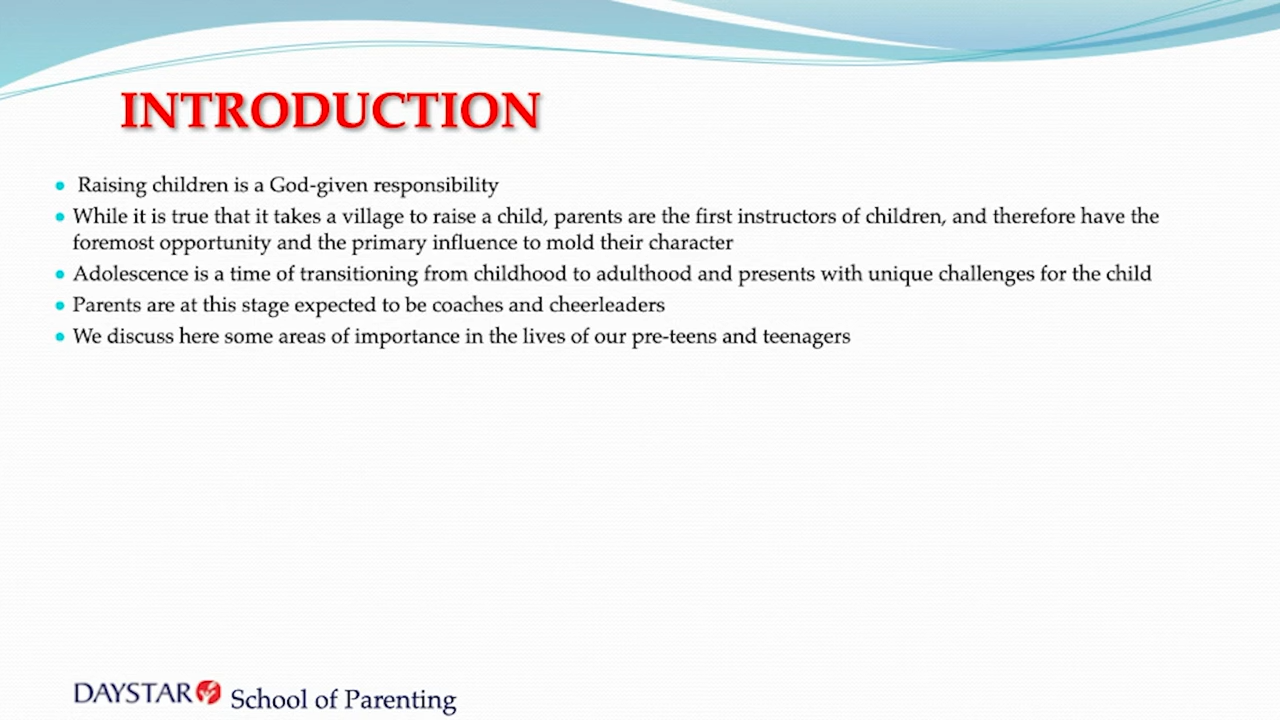 INTRODUCTION
• Raising children is a God-given responsibility
• While it is true that it takes a village to raise a child, parents are the first instructors of children, and therefore have the
foremost opportunity and the primary influence to mold their character
• Adolescence is a time of transitioning from childhood to adulthood and presents with unique challenges for the child
• Parents are at this stage expected to be coaches and cheerleaders
• We discuss here some areas of importance in the lives of our pre-teens and teenagers
DAYSTAR School of Parenting